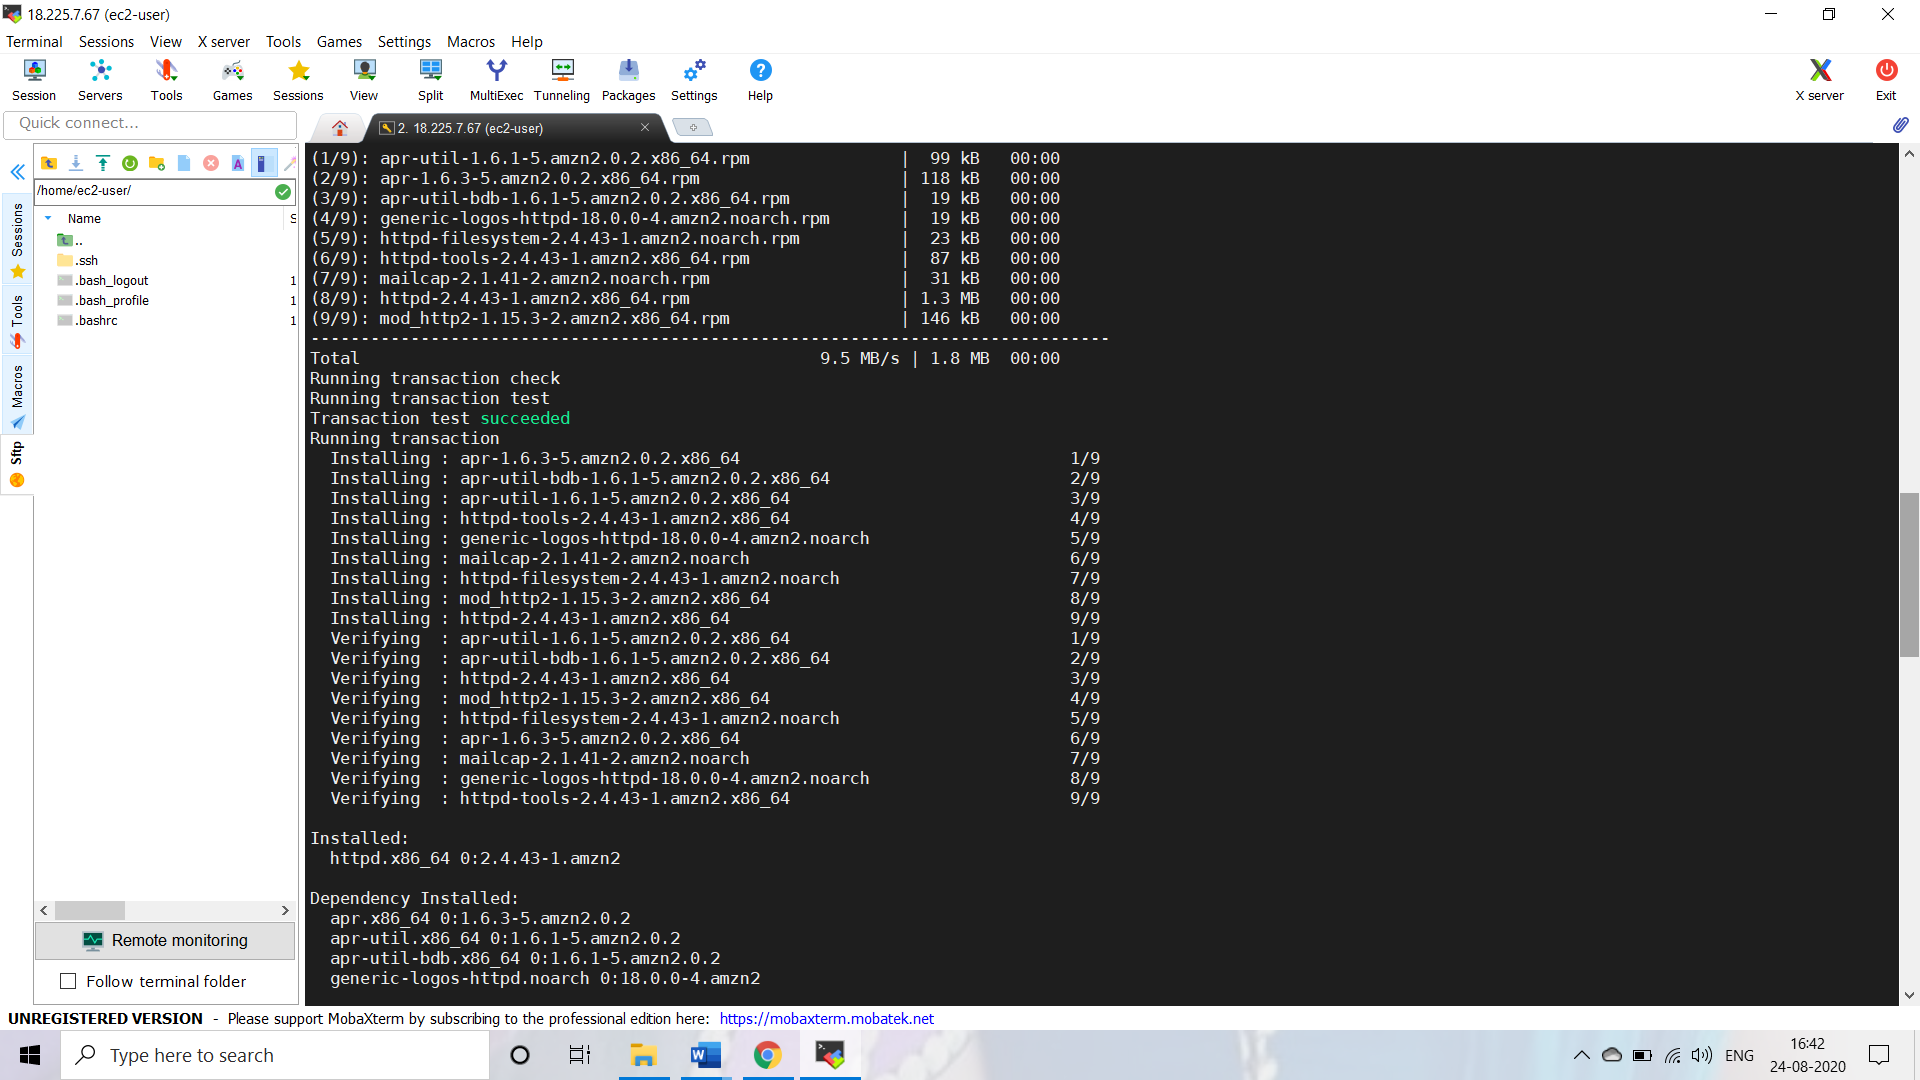 18.225.7.67 (ec2-user)
Terminal Sessions View X server Tools Games Settings Macros Help
Session Servers Tools Games Sessions View Split MultiExec Tunneling Packages Settings Help X server Exit
Quick connect...
2. 18.225.7.67 (ec2-user)
/home/ec2-user/
Name S
..
.ssh
.bash_logout 1
.bash_profile 1
.bashrc 1
Sessions
Tools
Macros
Sftp
Remote monitoring
Follow terminal folder
(1/9): apr-util-1.6.1-5.amzn2.0.2.x86_64.rpm | 99 kB 00:00
(2/9): apr-1.6.3-5.amzn2.0.2.x86_64.rpm | 118 kB 00:00
(3/9): apr-util-bdb-1.6.1-5.amzn2.0.2.x86_64.rpm | 19 kB 00:00
(4/9): generic-logos-httpd-18.0.0-4.amzn2.noarch.rpm | 19 kB 00:00
(5/9): httpd-filesystem-2.4.43-1.amzn2.noarch.rpm | 23 kB 00:00
(6/9): httpd-tools-2.4.43-1.amzn2.x86_64.rpm | 87 kB 00:00
(7/9): mailcap-2.1.41-2.amzn2.noarch.rpm | 31 kB 00:00
(8/9): httpd-2.4.43-1.amzn2.x86_64.rpm | 1.3 MB 00:00
(9/9): mod_http2-1.15.3-2.amzn2.x86_64.rpm | 146 kB 00:00
--------------------------------------------------------------------------------
Total 9.5 MB/s | 1.8 MB 00:00
Running transaction check
Running transaction test
Transaction test succeeded
Running transaction
Installing : apr-1.6.3-5.amzn2.0.2.x86_64 1/9
Installing : apr-util-bdb-1.6.1-5.amzn2.0.2.x86_64 2/9
Installing : apr-util-1.6.1-5.amzn2.0.2.x86_64 3/9
Installing : httpd-tools-2.4.43-1.amzn2.x86_64 4/9
Installing : generic-logos-httpd-18.0.0-4.amzn2.noarch 5/9
Installing : mailcap-2.1.41-2.amzn2.noarch 6/9
Installing : httpd-filesystem-2.4.43-1.amzn2.noarch 7/9
Installing : mod_http2-1.15.3-2.amzn2.x86_64 8/9
Installing : httpd-2.4.43-1.amzn2.x86_64 9/9
Verifying : apr-util-1.6.1-5.amzn2.0.2.x86_64 1/9
Verifying : apr-util-bdb-1.6.1-5.amzn2.0.2.x86_64 2/9
Verifying : httpd-2.4.43-1.amzn2.x86_64 3/9
Verifying : mod_http2-1.15.3-2.amzn2.x86_64 4/9
Verifying : httpd-filesystem-2.4.43-1.amzn2.noarch 5/9
Verifying : apr-1.6.3-5.amzn2.0.2.x86_64 6/9
Verifying : mailcap-2.1.41-2.amzn2.noarch 7/9
Verifying : generic-logos-httpd-18.0.0-4.amzn2.noarch 8/9
Verifying : httpd-tools-2.4.43-1.amzn2.x86_64 9/9
Installed:
httpd.x86_64 0:2.4.43-1.amzn2
Dependency Installed:
apr.x86_64 0:1.6.3-5.amzn2.0.2
apr-util.x86_64 0:1.6.1-5.amzn2.0.2
apr-util-bdb.x86_64 0:1.6.1-5.amzn2.0.2
generic-logos-httpd.noarch 0:18.0.0-4.amzn2
UNREGISTERED VERSION - Please support MobaXterm by subscribing to the professional edition here: https://mobaxterm.mobatek.net
Type here to search
ENG
16:42
24-08-2020